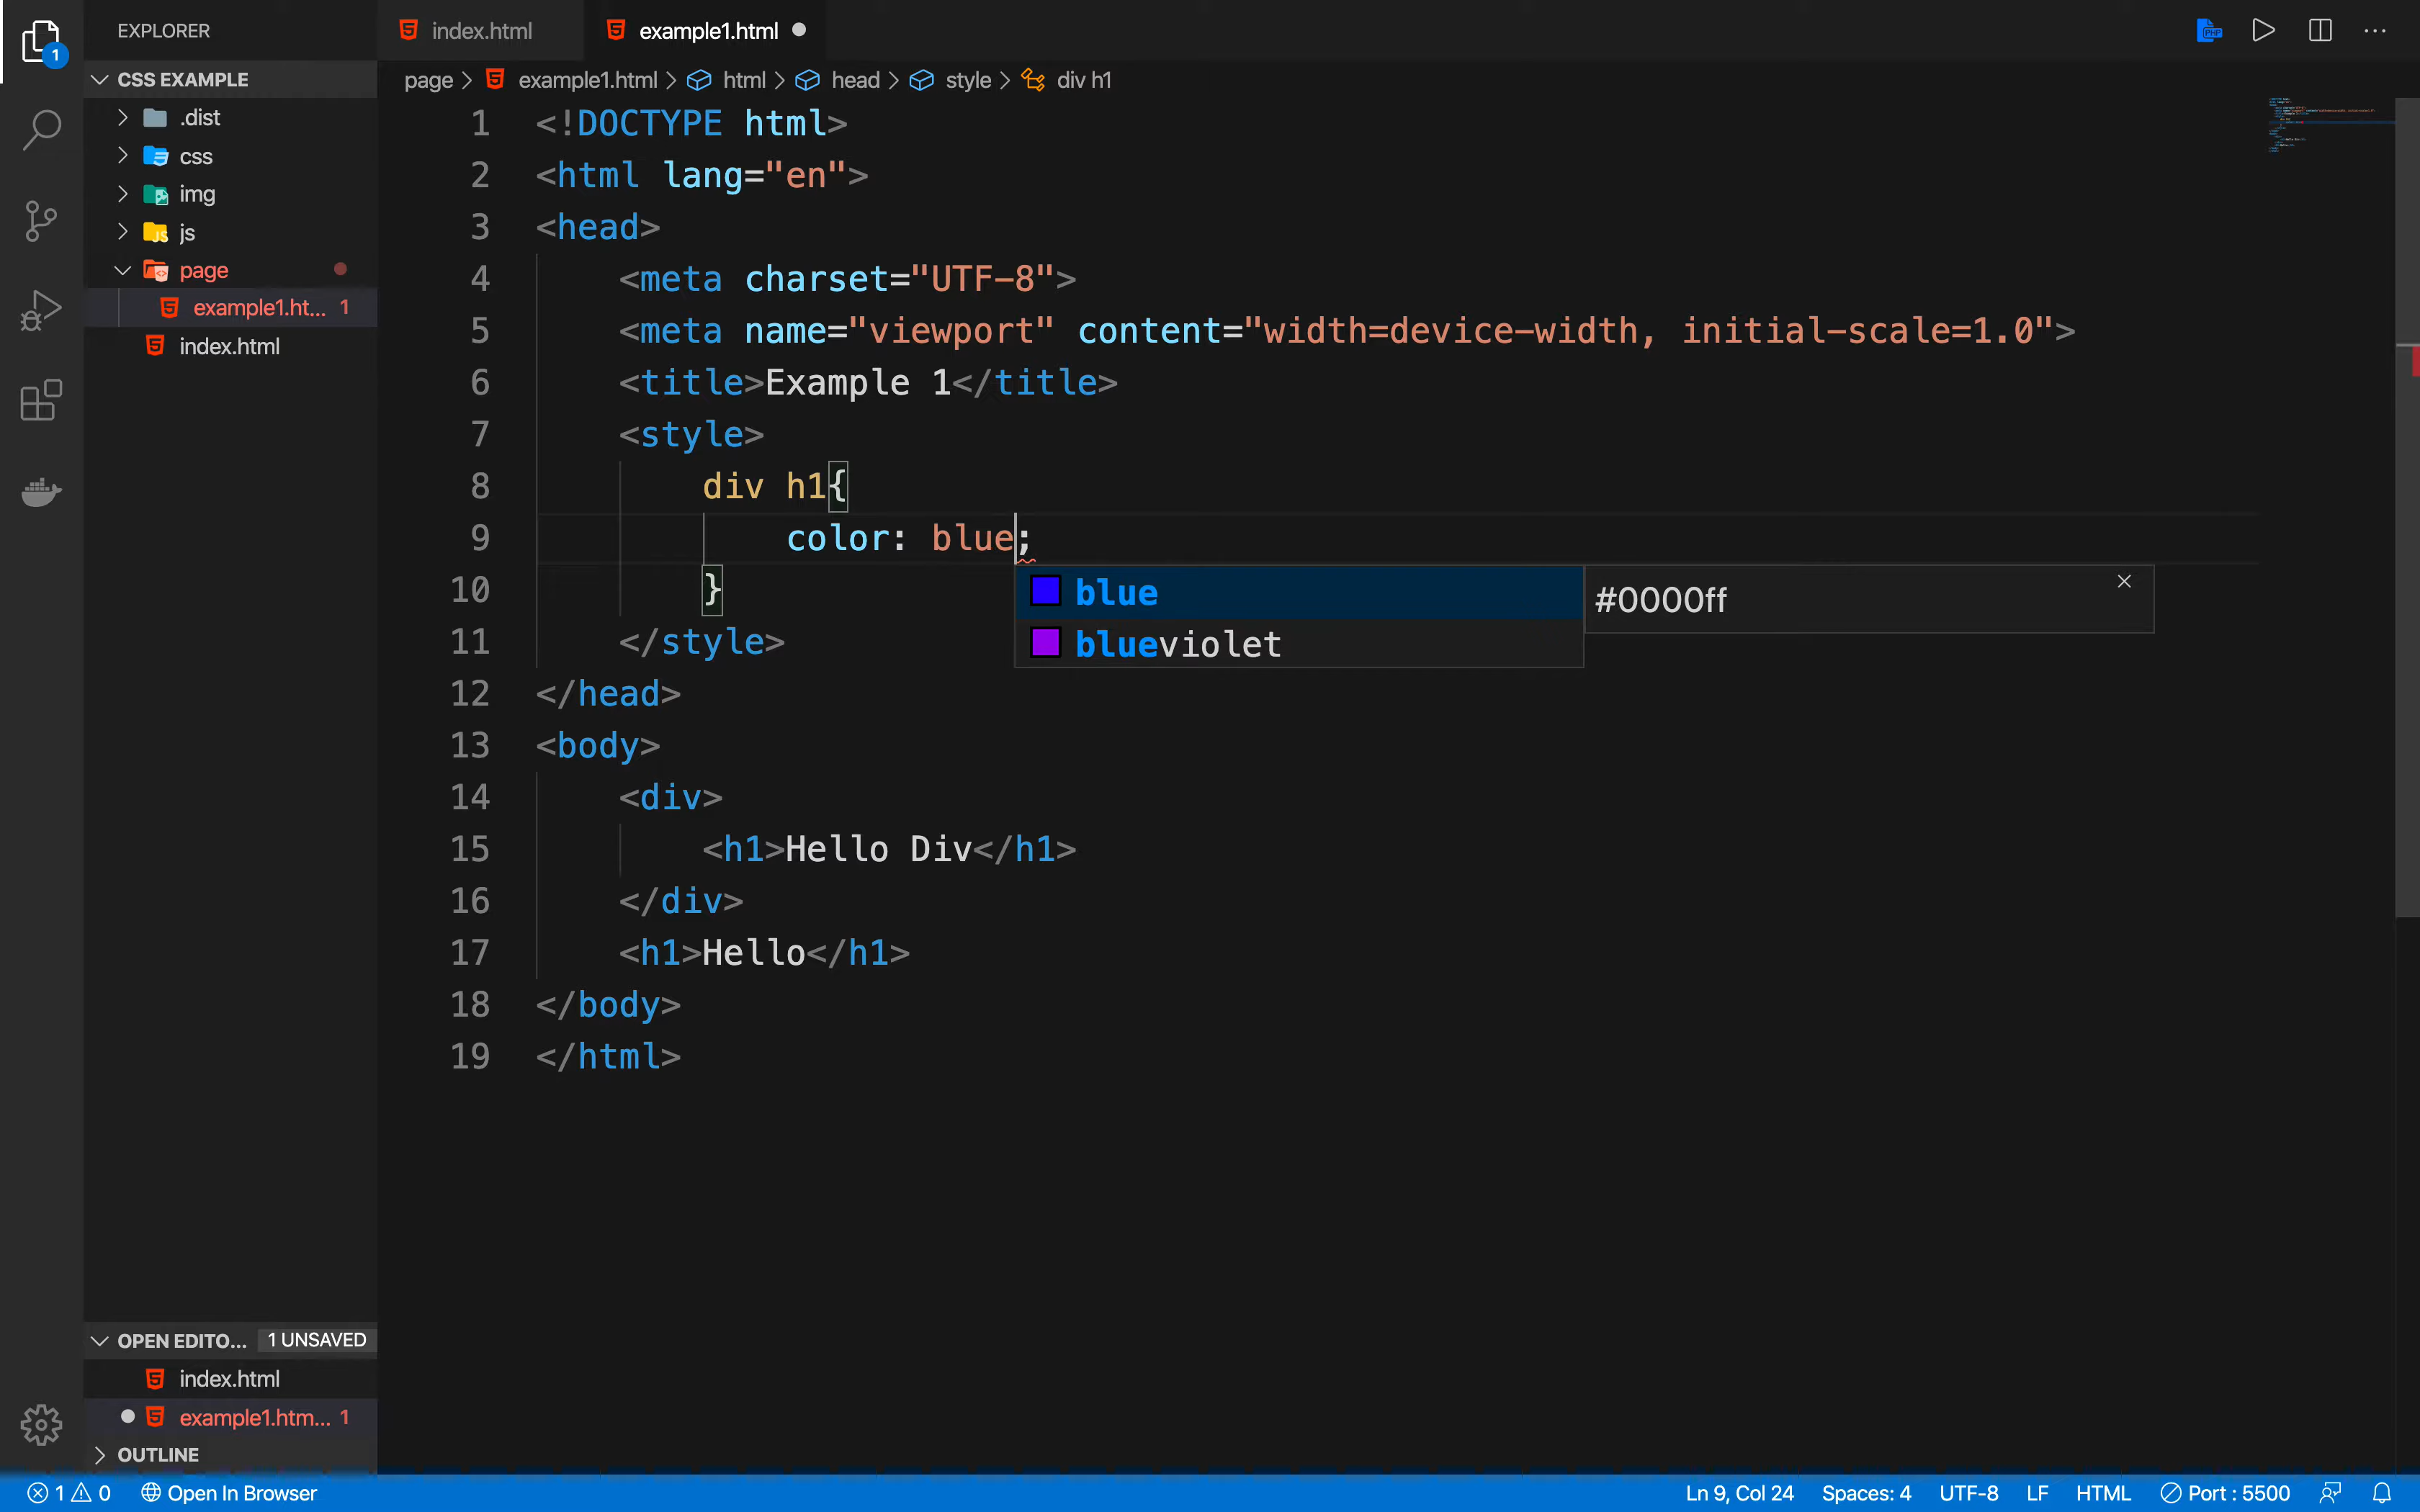 EXPLORER
index.html
example1.html
1
CSS EXAMPLE
page > example1.html > html > head > style > div h1
.dist
css
img
js
page
example1.ht... 1
index.html
1 <!DOCTYPE html>
2 <html lang="en">
3 <head>
4 <meta charset="UTF-8">
5 <meta name="viewport" content="width=device-width, initial-scale=1.0">
6 <title>Example 1</title>
7 <style>
8 div h1{
9 color: blue;
blue #0000ff
blueviolet
10 }
11 </style>
12 </head>
13 <body>
14 <div>
15 <h1>Hello Div</h1>
16 </div>
17 <h1>Hello</h1>
18 </body>
19 </html>
OPEN EDITO... 1 UNSAVED
index.html
example1.htm... 1
OUTLINE
1 0 Open In Browser Ln 9, Col 24 Spaces: 4 UTF-8 LF HTML Port : 5500